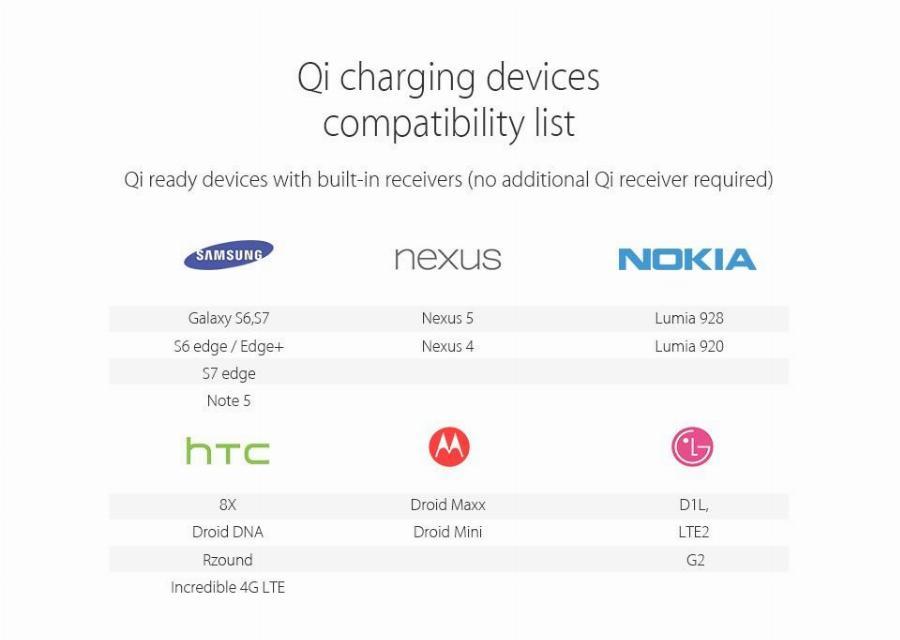 Qi charging devices
compatibility list
Qi ready devices with built-in receivers (no additional Qi receiver required)
SAMSUNG nexus NOKIA
Galaxy S6,S7 Nexus 5 Lumia 928
S6 edge / Edge+ Nexus 4 Lumia 920
S7 edge
Note 5
hTC M LG
8X Droid Maxx D1L,
Droid DNA Droid Mini LTE2
Rzound G2
Incredible 4G LTE